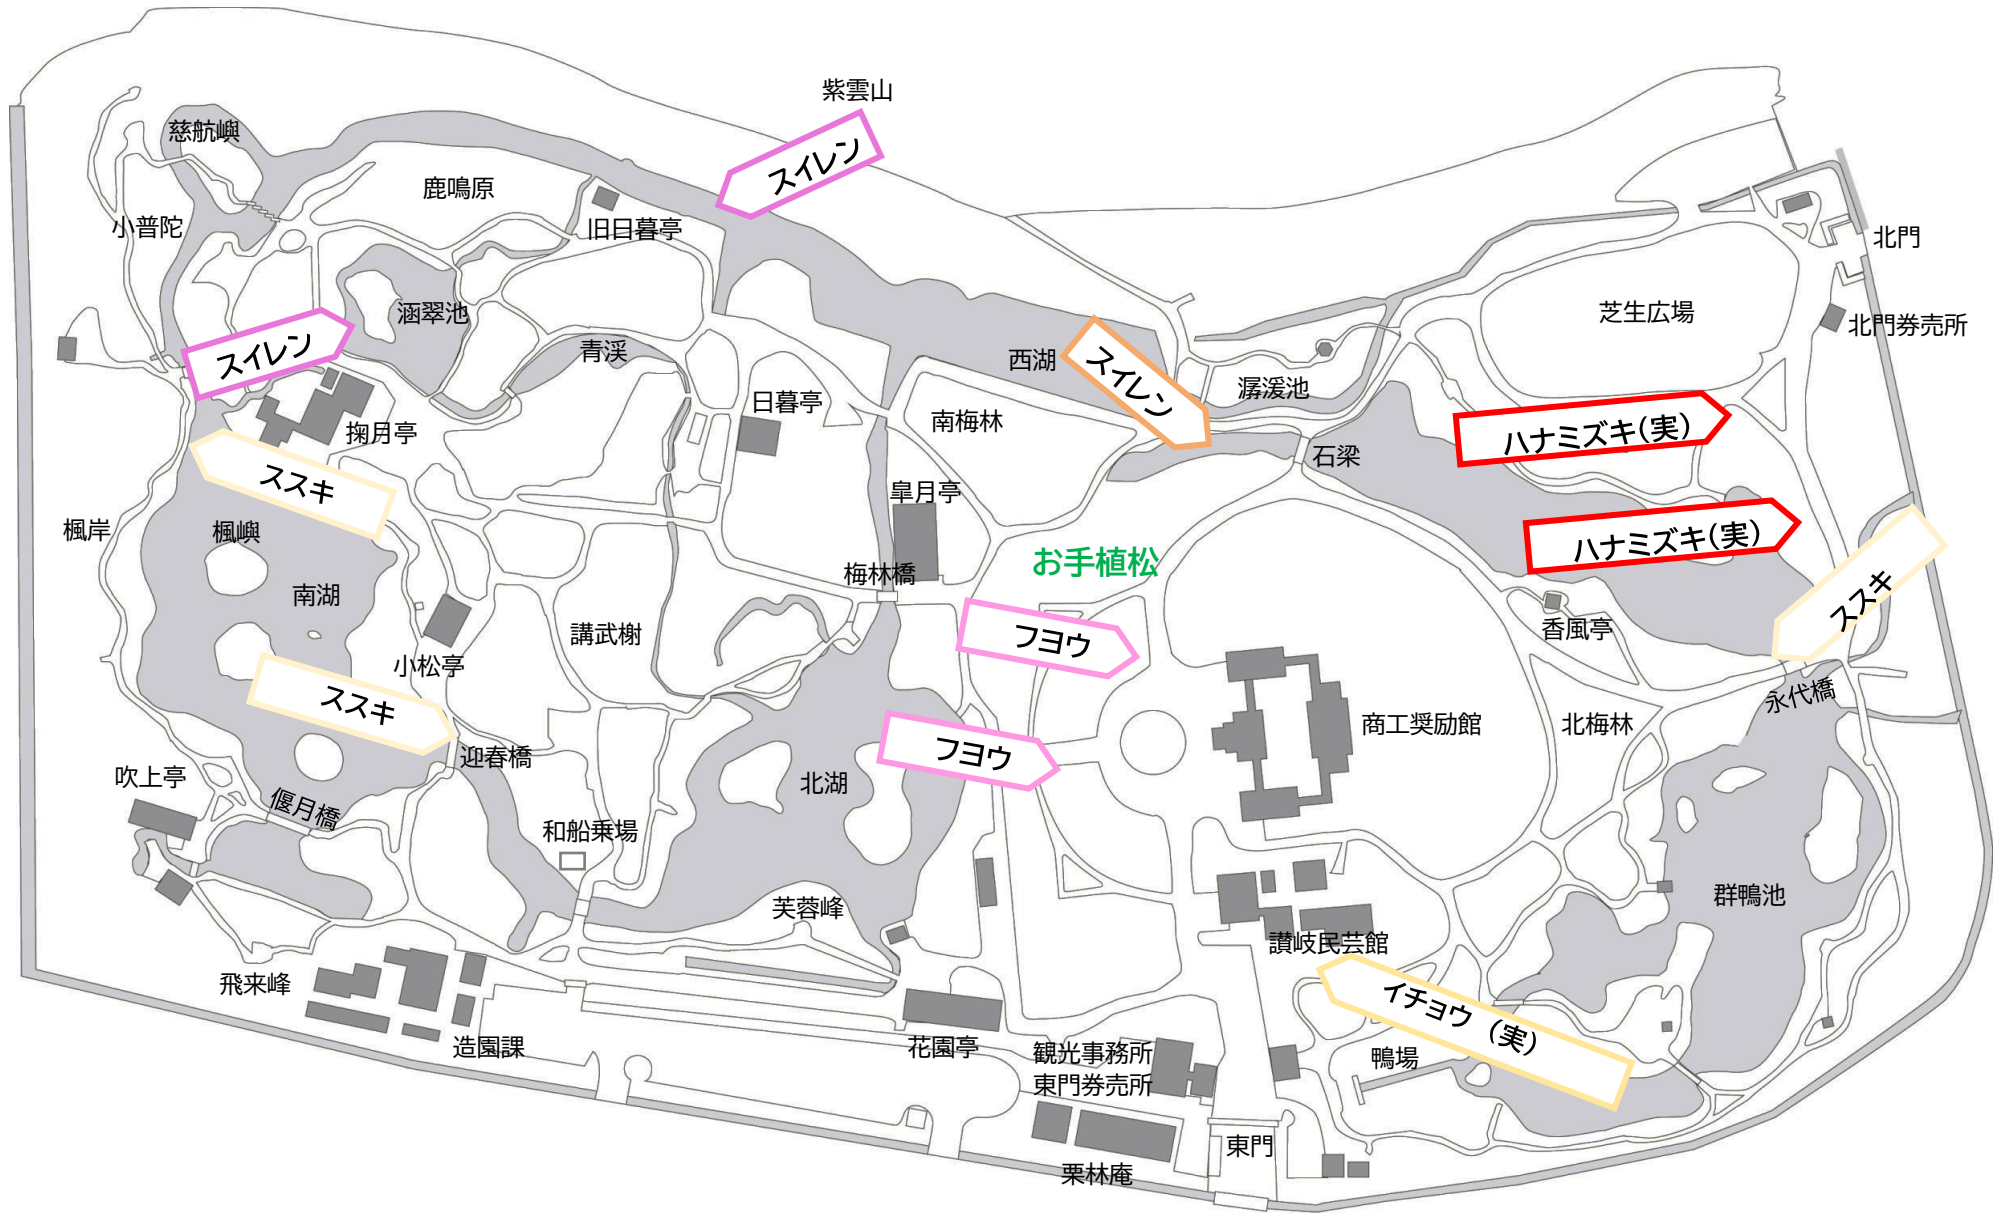 紫雲山
スイレン
慈航嶼
鹿鳴原
小普陀
旧日暮亭
北門
涵翠池
芝生広場
北門券売所
スイレン
青渓
西湖
スイレン
潺湲池
日暮亭
南梅林
掬月亭
ハナミズキ(実)
石梁
ススキ
皐月亭
楓岸
楓嶼
お手植松
ハナミズキ(実)
梅林橋
南湖
ススキ
講武榭
フヨウ
香風亭
小松亭
ススキ
永代橋
商工奨励館
北梅林
迎春橋
フヨウ
吹上亭
北湖
偃月橋
和船乗場
芙蓉峰
群鴨池
讃岐民芸館
飛来峰
イチョウ (実)
造園課
花園亭
観光事務所
東門券売所
鴨場
東門
栗林庵